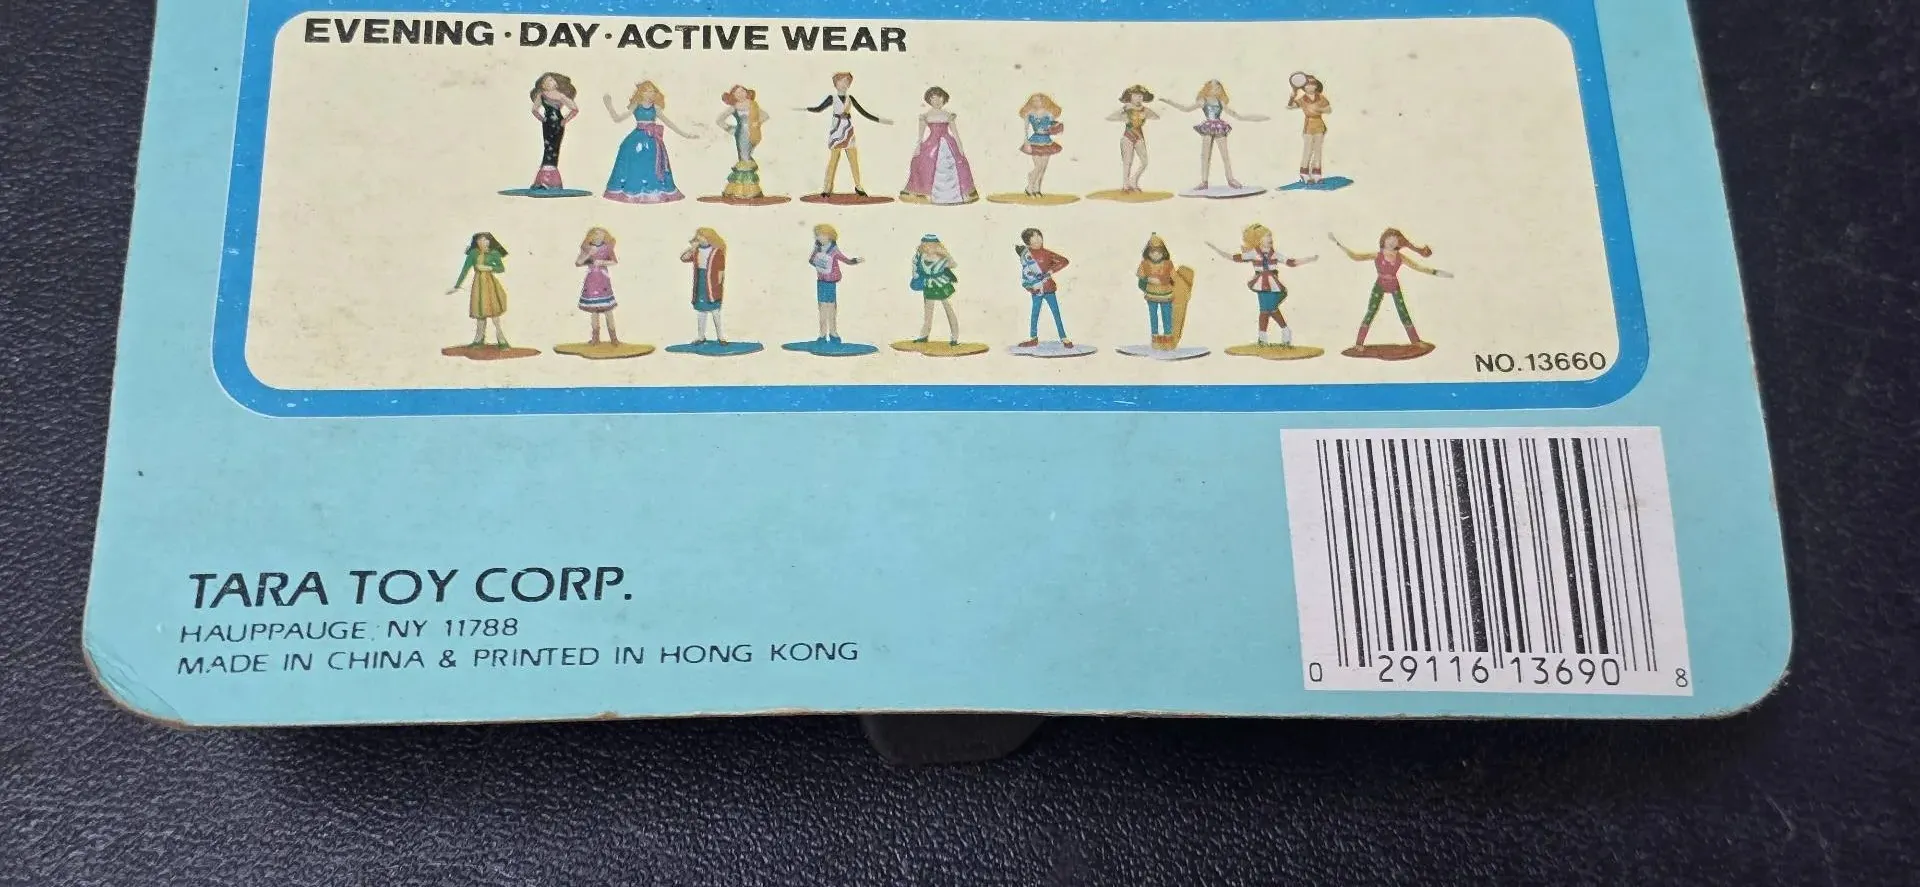 EVENING · DAY · ACTIVE WEAR
NO. 13660
TARA TOY CORP.
HAUPPAUGE, NY 11788
MADE IN CHINA & PRINTED IN HONG KONG
0 29116 13690 8